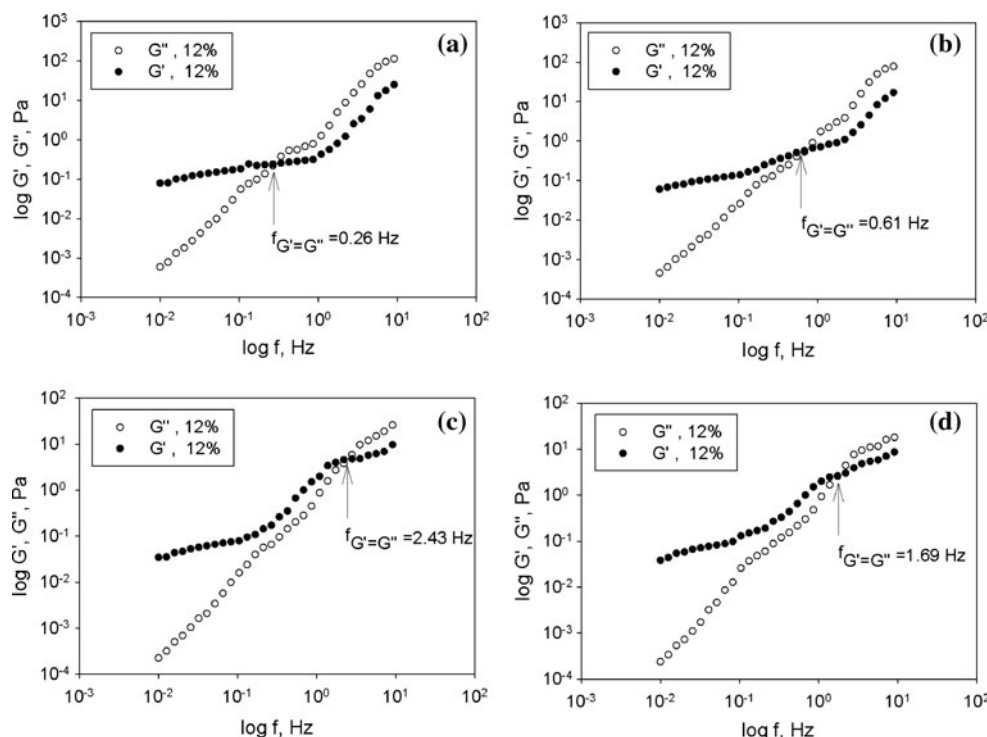 (a)
G'' , 12%
G' , 12%
10³
10²
10¹
10⁰
10⁻¹
10⁻²
10⁻³
10⁻⁴
log G', G'', Pa
f G'=G'' =0.26 Hz
10⁻³ 10⁻² 10⁻¹ 10⁰ 10¹ 10²
log f, Hz
(b)
G'' , 12%
G' , 12%
10³
10²
10¹
10⁰
10⁻¹
10⁻²
10⁻³
10⁻⁴
log G', G'', Pa
f G'=G'' =0.61 Hz
10⁻³ 10⁻² 10⁻¹ 10⁰ 10¹ 10²
log f, Hz
(c)
G'' , 12%
G' , 12%
10²
10¹
10⁰
10⁻¹
10⁻²
10⁻³
10⁻⁴
log G', G'', Pa
f G'=G'' =2.43 Hz
10⁻³ 10⁻² 10⁻¹ 10⁰ 10¹ 10²
log f, Hz
(d)
G'' , 12%
G' , 12%
10²
10¹
10⁰
10⁻¹
10⁻²
10⁻³
10⁻⁴
log G', G'', Pa
f G'=G'' =1.69 Hz
10⁻³ 10⁻² 10⁻¹ 10⁰ 10¹ 10²
log f, Hz